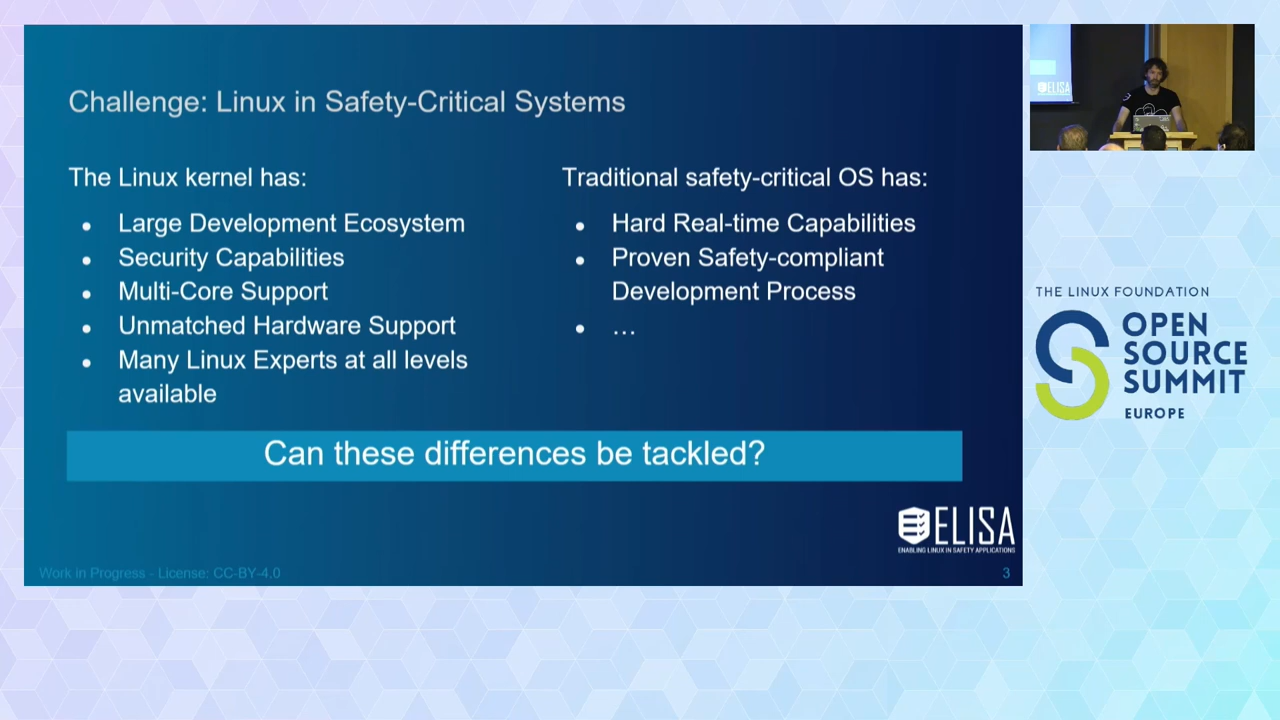 Challenge: Linux in Safety-Critical Systems
The Linux kernel has:
• Large Development Ecosystem
• Security Capabilities
• Multi-Core Support
• Unmatched Hardware Support
• Many Linux Experts at all levels
available
Traditional safety-critical OS has:
• Hard Real-time Capabilities
• Proven Safety-compliant
Development Process
• …
Can these differences be tackled?
ELISA
ENABLING LINUX IN SAFETY APPLICATIONS
Work in Progress - License: CC-BY-4.0
3
ELISA
THE LINUX FOUNDATION
OPEN
SOURCE
SUMMIT
EUROPE